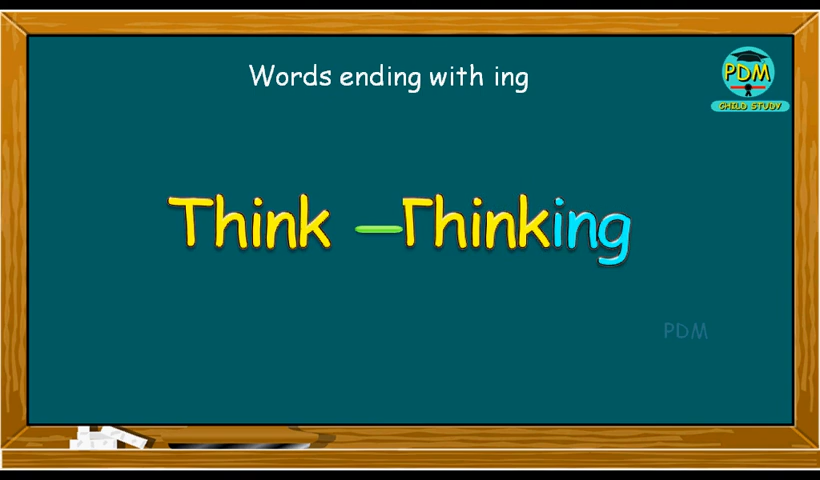 Words ending with ing
PDM
CHILD STUDY
Think – Thinking
PDM